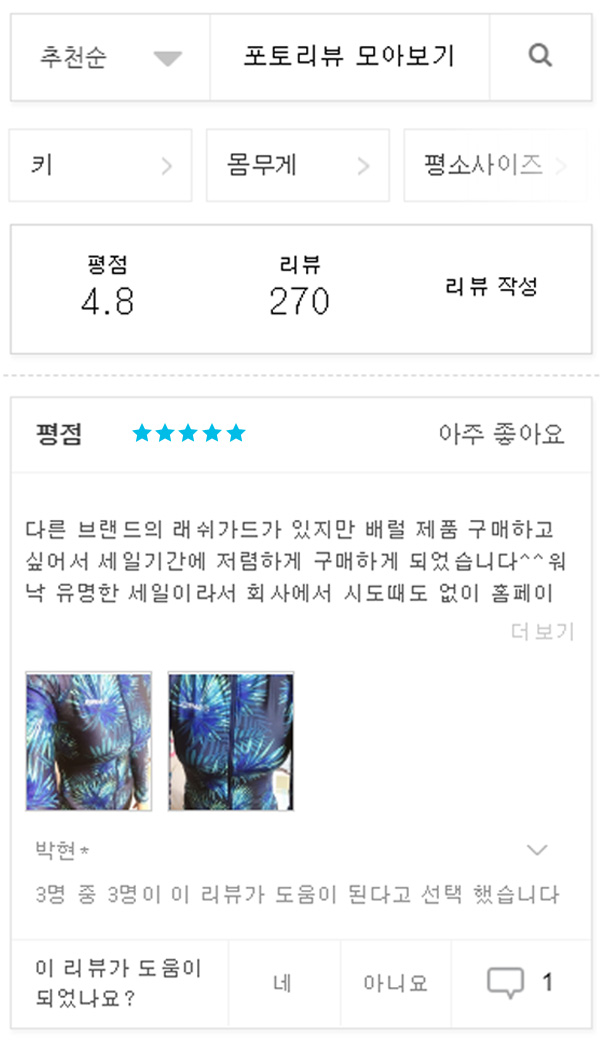 추천순 포토리뷰 모아보기
키 몸무게 평소사이즈
평점 리뷰
4.8 270 리뷰 작성
평점 아주 좋아요
다른 브랜드의 래쉬가드가 있지만 배럴 제품 구매하고
싶어서 세일기간에 저렴하게 구매하게 되었습니다^^워
낙 유명한 세일이라서 회사에서 시도때도 없이 홈페이
더보기
박현*
3명 중 3명이 이 리뷰가 도움이 된다고 선택 했습니다
이 리뷰가 도움이
되었나요?
네 아니요 1